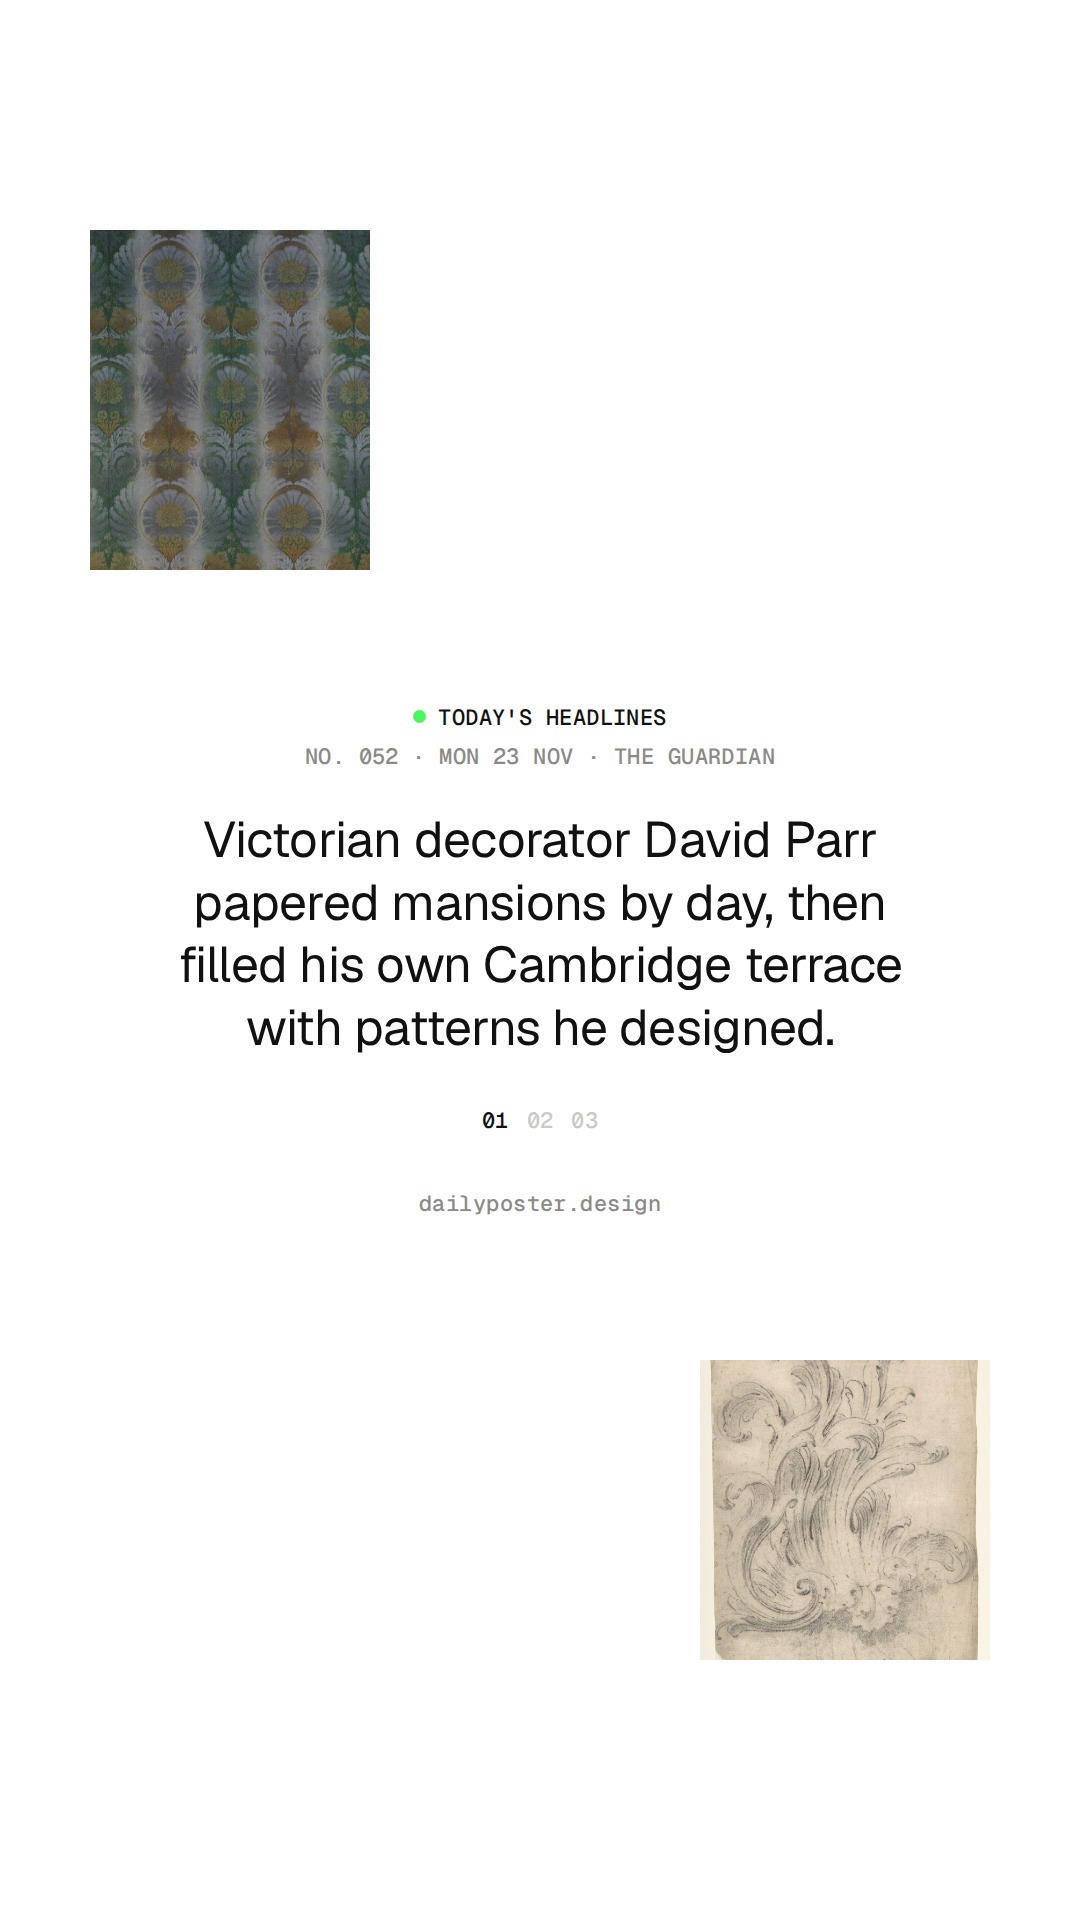 TODAY'S HEADLINES
NO. 052 · MON 23 NOV · THE GUARDIAN
Victorian decorator David Parr
papered mansions by day, then
filled his own Cambridge terrace
with patterns he designed.
01 02 03
dailyposter.design